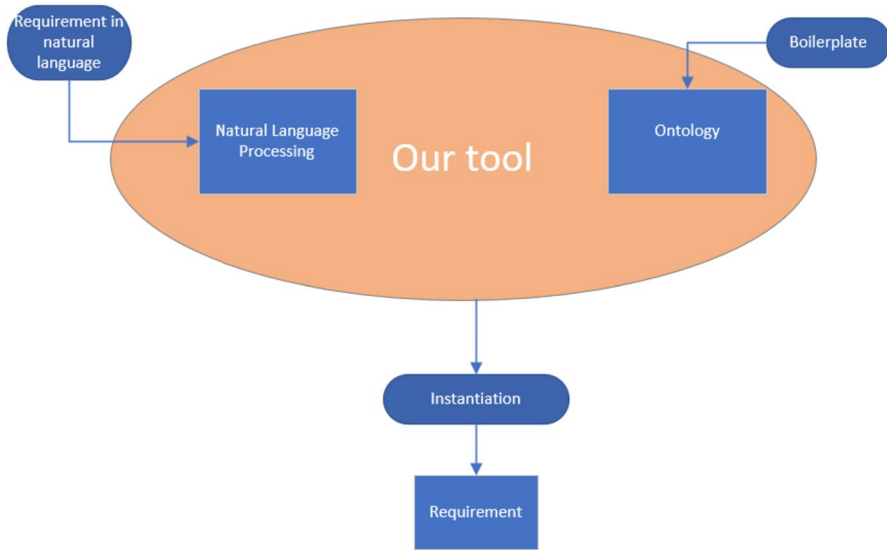 Requirement in
natural
language
Boilerplate
Natural Language
Processing
Our tool
Ontology
Instantiation
Requirement